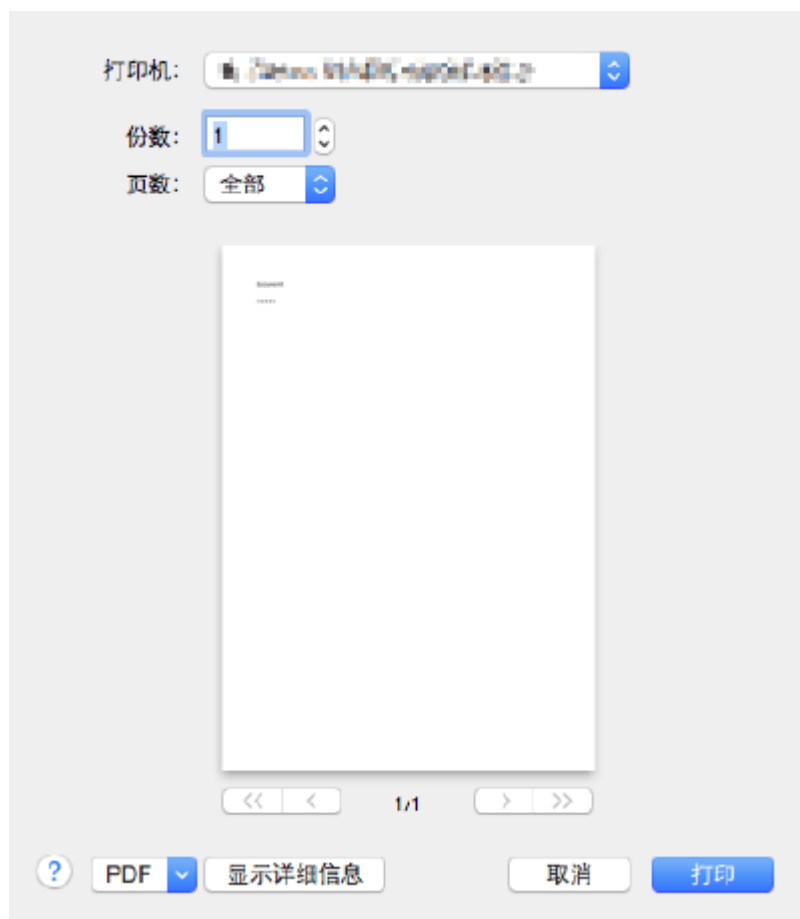 打印机:
份数: 1
页数: 全部
Document
<< < 1/1 > >>
? PDF 显示详细信息 取消 打印